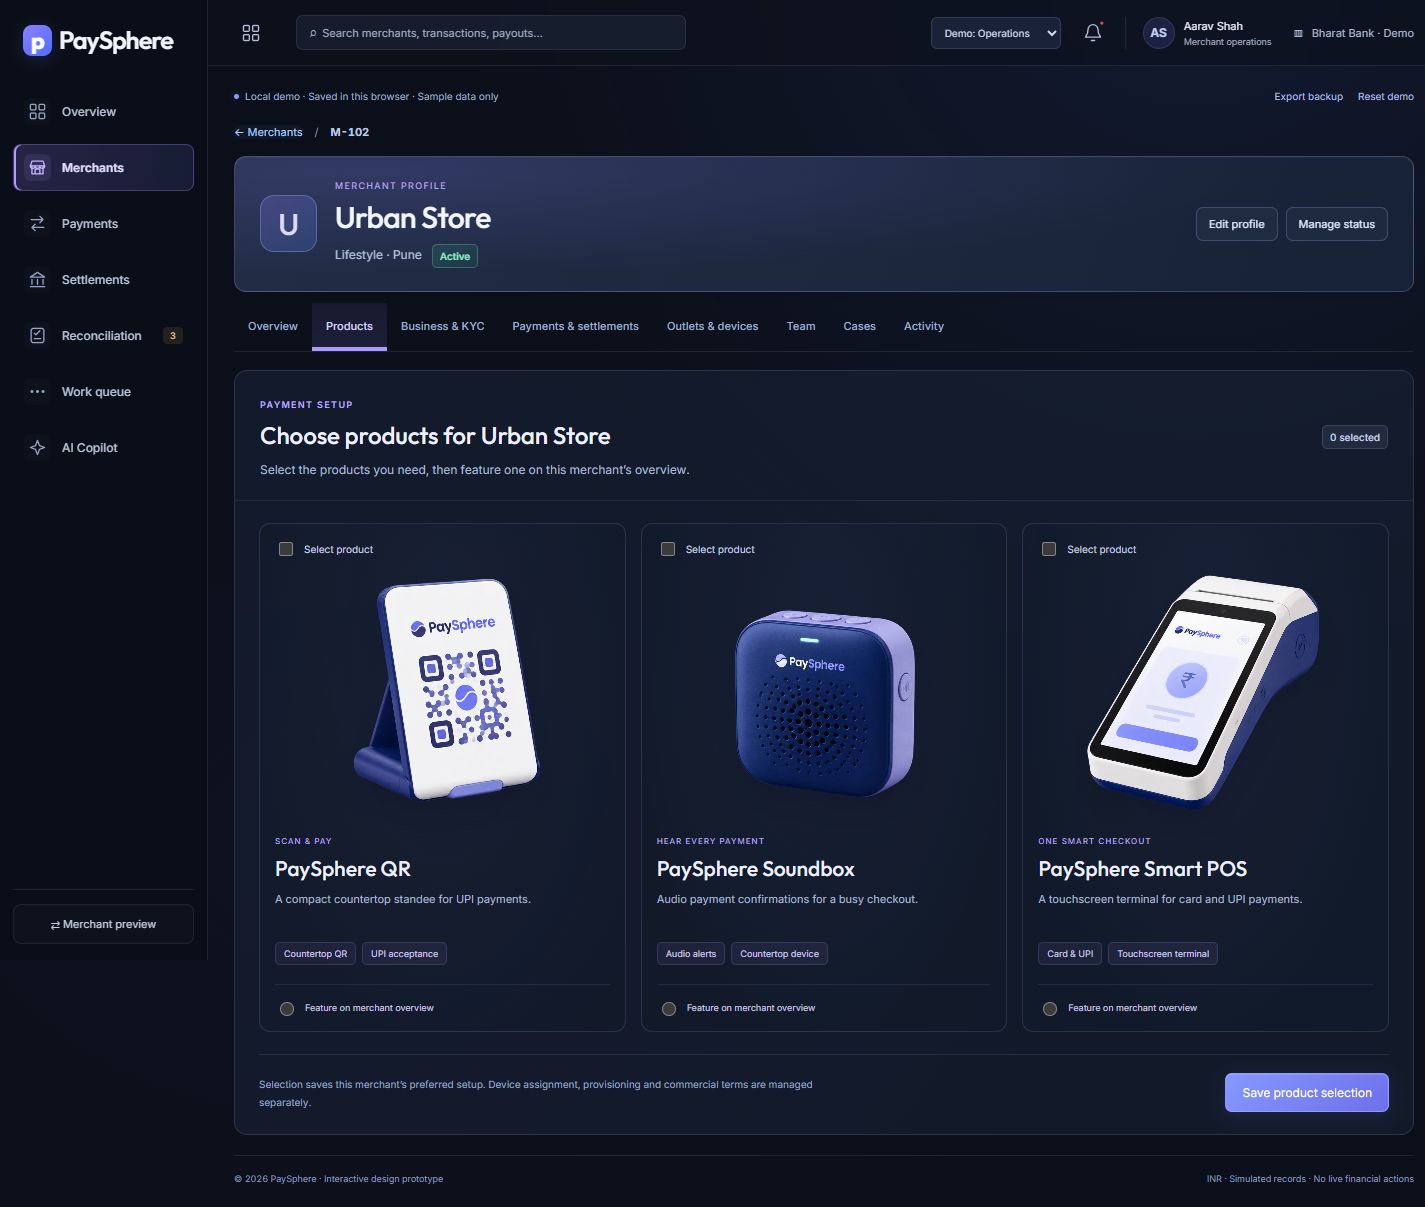 p PaySphere
Search merchants, transactions, payouts...
Demo: Operations
AS
Aarav Shah
Merchant operations
Bharat Bank · Demo
Overview
Merchants
Payments
Settlements
Reconciliation 3
Work queue
AI Copilot
⇄ Merchant preview
Local demo · Saved in this browser · Sample data only
Export backup
Reset demo
← Merchants / M-102
MERCHANT PROFILE
U
Urban Store
Lifestyle · Pune Active
Edit profile
Manage status
Overview
Products
Business & KYC
Payments & settlements
Outlets & devices
Team
Cases
Activity
PAYMENT SETUP
Choose products for Urban Store
0 selected
Select the products you need, then feature one on this merchant's overview.
Select product
PaySphere
SCAN & PAY
PaySphere QR
A compact countertop standee for UPI payments.
Countertop QR
UPI acceptance
Feature on merchant overview
Select product
PaySphere
HEAR EVERY PAYMENT
PaySphere Soundbox
Audio payment confirmations for a busy checkout.
Audio alerts
Countertop device
Feature on merchant overview
Select product
PaySphere
₹
ONE SMART CHECKOUT
PaySphere Smart POS
A touchscreen terminal for card and UPI payments.
Card & UPI
Touchscreen terminal
Feature on merchant overview
Selection saves this merchant's preferred setup. Device assignment, provisioning and commercial terms are managed
separately.
Save product selection
© 2026 PaySphere · Interactive design prototype
INR · Simulated records · No live financial actions